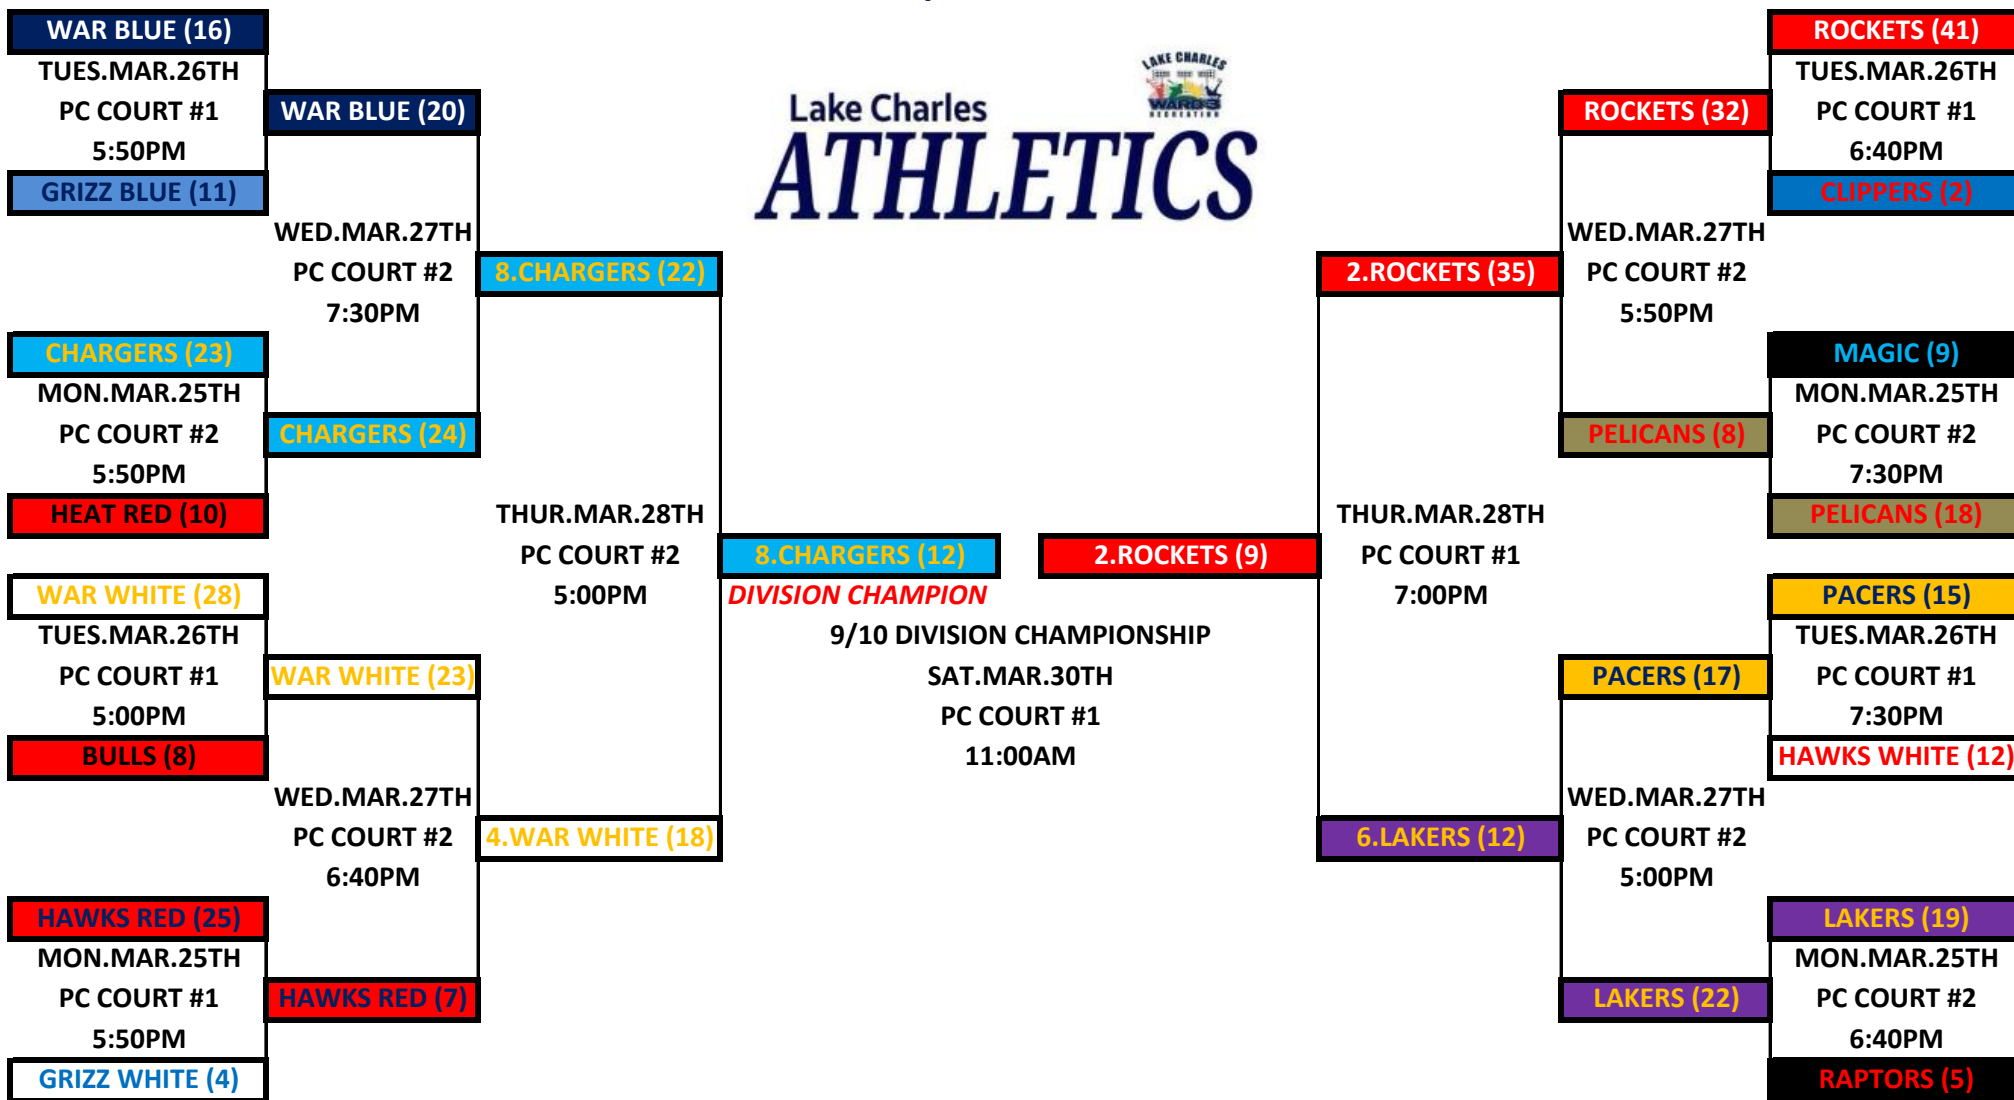 WAR BLUE (16)
TUES.MAR.26TH
PC COURT #1
5:50PM
GRIZZ BLUE (11)
WAR BLUE (20)
WED.MAR.27TH
PC COURT #2
7:30PM
CHARGERS (23)
MON.MAR.25TH
PC COURT #2
5:50PM
HEAT RED (10)
CHARGERS (24)
8.CHARGERS (22)
THUR.MAR.28TH
PC COURT #2
5:00PM
WAR WHITE (28)
TUES.MAR.26TH
PC COURT #1
5:00PM
BULLS (8)
WAR WHITE (23)
WED.MAR.27TH
PC COURT #2
6:40PM
4.WAR WHITE (18)
HAWKS RED (25)
MON.MAR.25TH
PC COURT #1
5:50PM
GRIZZ WHITE (4)
HAWKS RED (7)
LAKE CHARLES
WARD 3
RECREATION
Lake Charles
ATHLETICS
8.CHARGERS (12)
DIVISION CHAMPION
2.ROCKETS (9)
9/10 DIVISION CHAMPIONSHIP
SAT.MAR.30TH
PC COURT #1
11:00AM
2.ROCKETS (35)
THUR.MAR.28TH
PC COURT #1
7:00PM
6.LAKERS (12)
ROCKETS (32)
WED.MAR.27TH
PC COURT #2
5:50PM
PELICANS (8)
PACERS (17)
WED.MAR.27TH
PC COURT #2
5:00PM
LAKERS (22)
ROCKETS (41)
TUES.MAR.26TH
PC COURT #1
6:40PM
CLIPPERS (2)
MAGIC (9)
MON.MAR.25TH
PC COURT #2
7:30PM
PELICANS (18)
PACERS (15)
TUES.MAR.26TH
PC COURT #1
7:30PM
HAWKS WHITE (12)
LAKERS (19)
MON.MAR.25TH
PC COURT #2
6:40PM
RAPTORS (5)